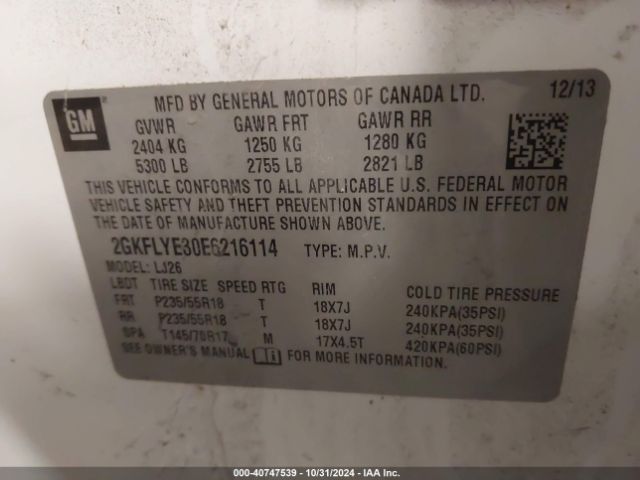 GM
MFD BY GENERAL MOTORS OF CANADA LTD. 12/13
GVWR GAWR FRT GAWR RR
2404 KG 1250 KG 1280 KG
5300 LB 2755 LB 2821 LB
THIS VEHICLE CONFORMS TO ALL APPLICABLE U.S. FEDERAL MOTOR
VEHICLE SAFETY AND THEFT PREVENTION STANDARDS IN EFFECT ON
THE DATE OF MANUFACTURE SHOWN ABOVE.
2GKFLYE30E6216114 TYPE: M.P.V.
MODEL: LJ26
LBDT TIRE SIZE SPEED RTG RIM COLD TIRE PRESSURE
FRT P235/55R18 T 18X7J 240KPA(35PSI)
RR P235/55R18 T 18X7J 240KPA(35PSI)
SPA T145/70R17 M 17X4.5T 420KPA(60PSI)
SEE OWNER'S MANUAL i FOR MORE INFORMATION.
000-40747539 - 10/31/2024 - IAA Inc.